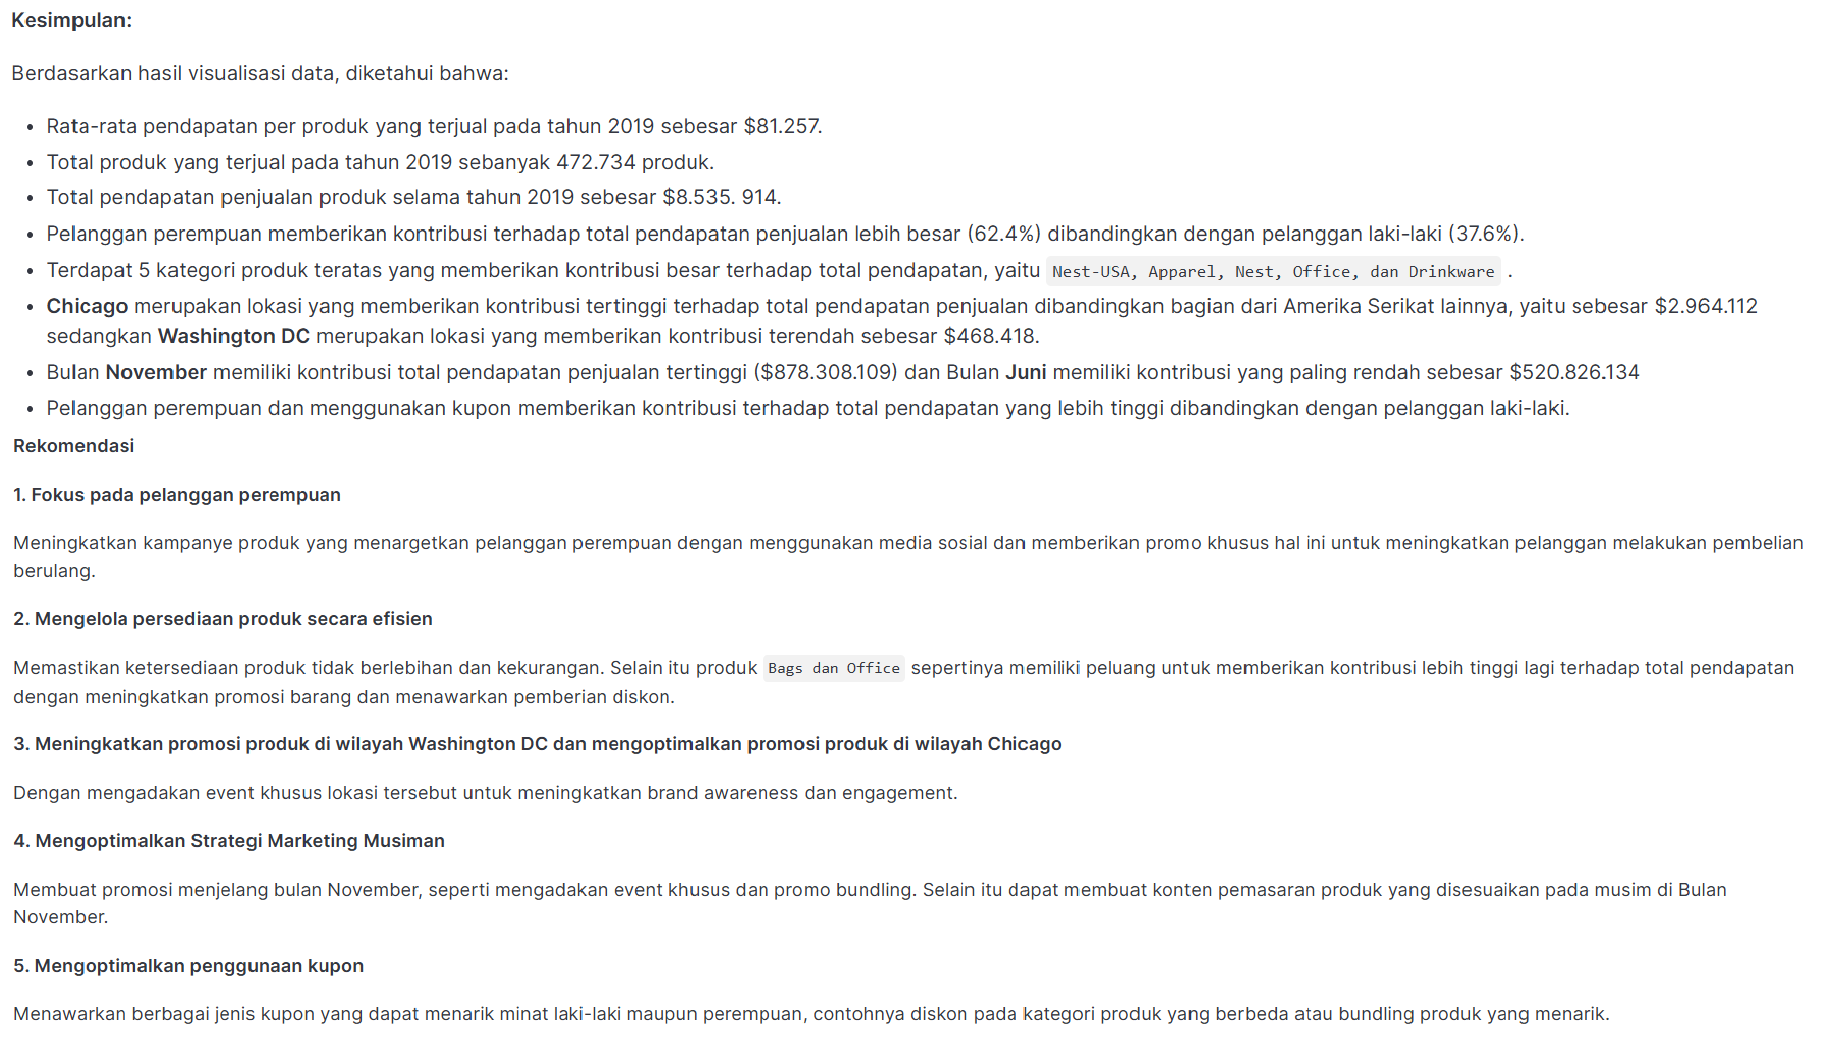 Kesimpulan:
Berdasarkan hasil visualisasi data, diketahui bahwa:
• Rata-rata pendapatan per produk yang terjual pada tahun 2019 sebesar $81.257.
• Total produk yang terjual pada tahun 2019 sebanyak 472.734 produk.
• Total pendapatan penjualan produk selama tahun 2019 sebesar $8.535. 914.
• Pelanggan perempuan memberikan kontribusi terhadap total pendapatan penjualan lebih besar (62.4%) dibandingkan dengan pelanggan laki-laki (37.6%).
• Terdapat 5 kategori produk teratas yang memberikan kontribusi besar terhadap total pendapatan, yaitu Nest-USA, Apparel, Nest, Office, dan Drinkware .
• Chicago merupakan lokasi yang memberikan kontribusi tertinggi terhadap total pendapatan penjualan dibandingkan bagian dari Amerika Serikat lainnya, yaitu sebesar $2.964.112
sedangkan Washington DC merupakan lokasi yang memberikan kontribusi terendah sebesar $468.418.
• Bulan November memiliki kontribusi total pendapatan penjualan tertinggi ($878.308.109) dan Bulan Juni memiliki kontribusi yang paling rendah sebesar $520.826.134
• Pelanggan perempuan dan menggunakan kupon memberikan kontribusi terhadap total pendapatan yang lebih tinggi dibandingkan dengan pelanggan laki-laki.
Rekomendasi
1. Fokus pada pelanggan perempuan
Meningkatkan kampanye produk yang menargetkan pelanggan perempuan dengan menggunakan media sosial dan memberikan promo khusus hal ini untuk meningkatkan pelanggan melakukan pembelian
berulang.
2. Mengelola persediaan produk secara efisien
Memastikan ketersediaan produk tidak berlebihan dan kekurangan. Selain itu produk Bags dan Office sepertinya memiliki peluang untuk memberikan kontribusi lebih tinggi lagi terhadap total pendapatan
dengan meningkatkan promosi barang dan menawarkan pemberian diskon.
3. Meningkatkan promosi produk di wilayah Washington DC dan mengoptimalkan promosi produk di wilayah Chicago
Dengan mengadakan event khusus lokasi tersebut untuk meningkatkan brand awareness dan engagement.
4. Mengoptimalkan Strategi Marketing Musiman
Membuat promosi menjelang bulan November, seperti mengadakan event khusus dan promo bundling. Selain itu dapat membuat konten pemasaran produk yang disesuaikan pada musim di Bulan
November.
5. Mengoptimalkan penggunaan kupon
Menawarkan berbagai jenis kupon yang dapat menarik minat laki-laki maupun perempuan, contohnya diskon pada kategori produk yang berbeda atau bundling produk yang menarik.